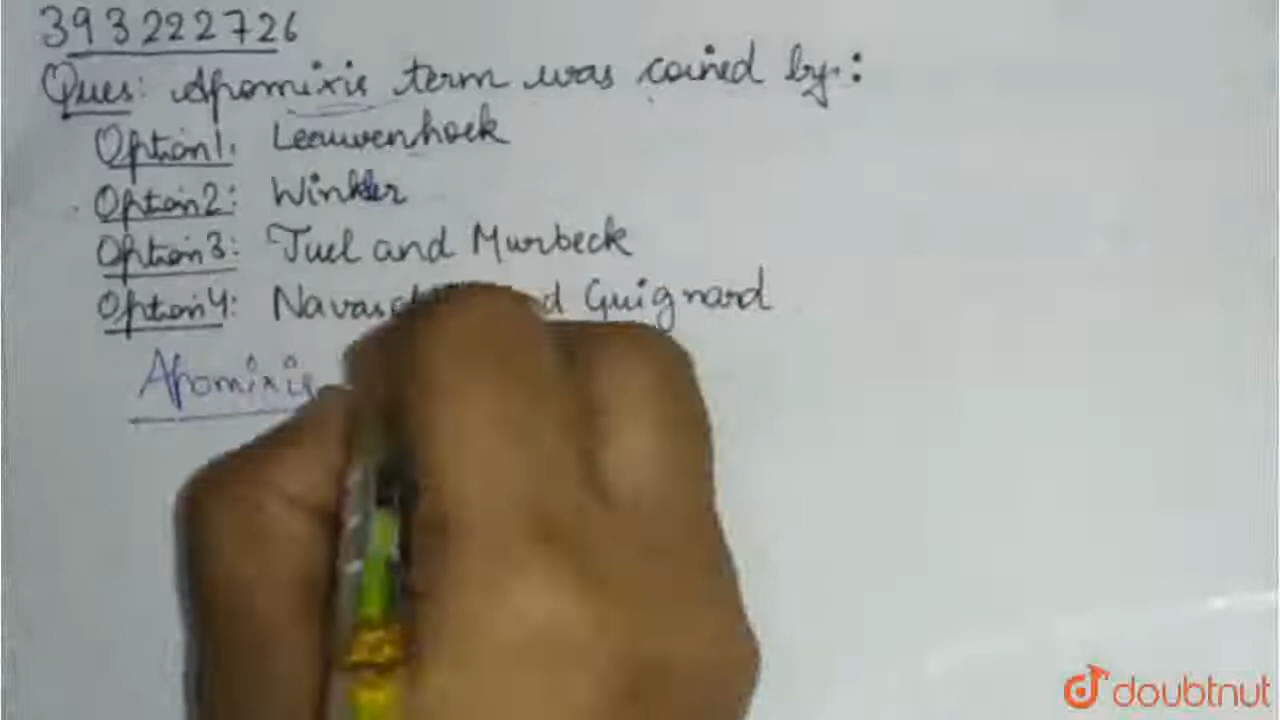 393222726
Ques: Apomixis term was coined by:
Option1. Leeuwenhoek
Option2: Winkler
Option3: Juel and Murbeck
Option4: Guignard
Apomixis
doubtnut